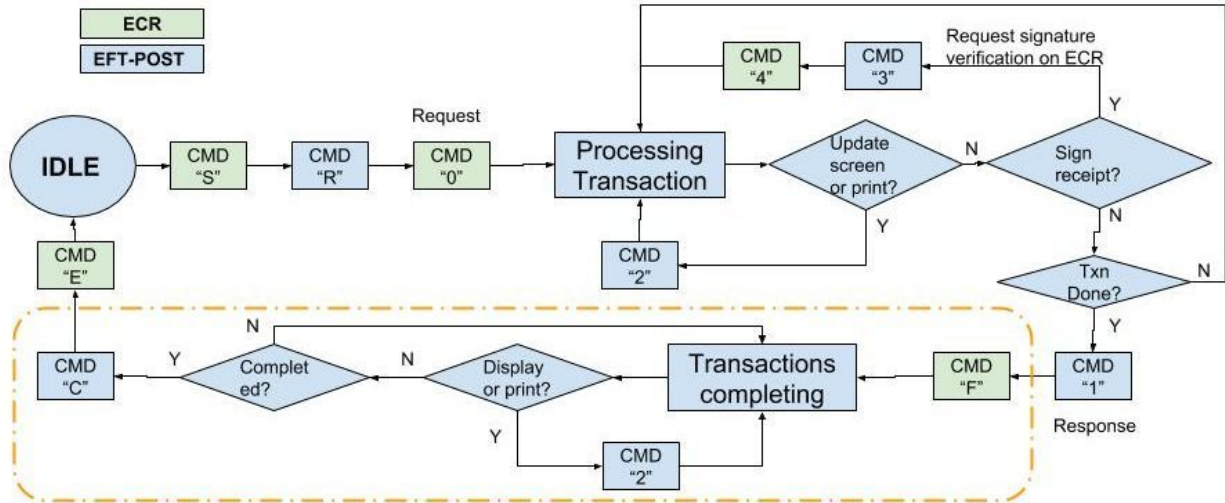 ECR
EFT-POST
Request signature
verification on ECR
CMD
“4”
CMD
“3”
Y
Request
IDLE
CMD
“S”
CMD
“R”
CMD
“0”
Processing
Transaction
Update
screen
or print?
N
Sign
receipt?
Y
N
CMD
“2”
CMD
“E”
Txn
Done?
N
Y
N
CMD
“C”
Y
Complet
ed?
N
Display
or print?
Transactions
completing
CMD
“F”
CMD
“1”
Response
Y
CMD
“2”